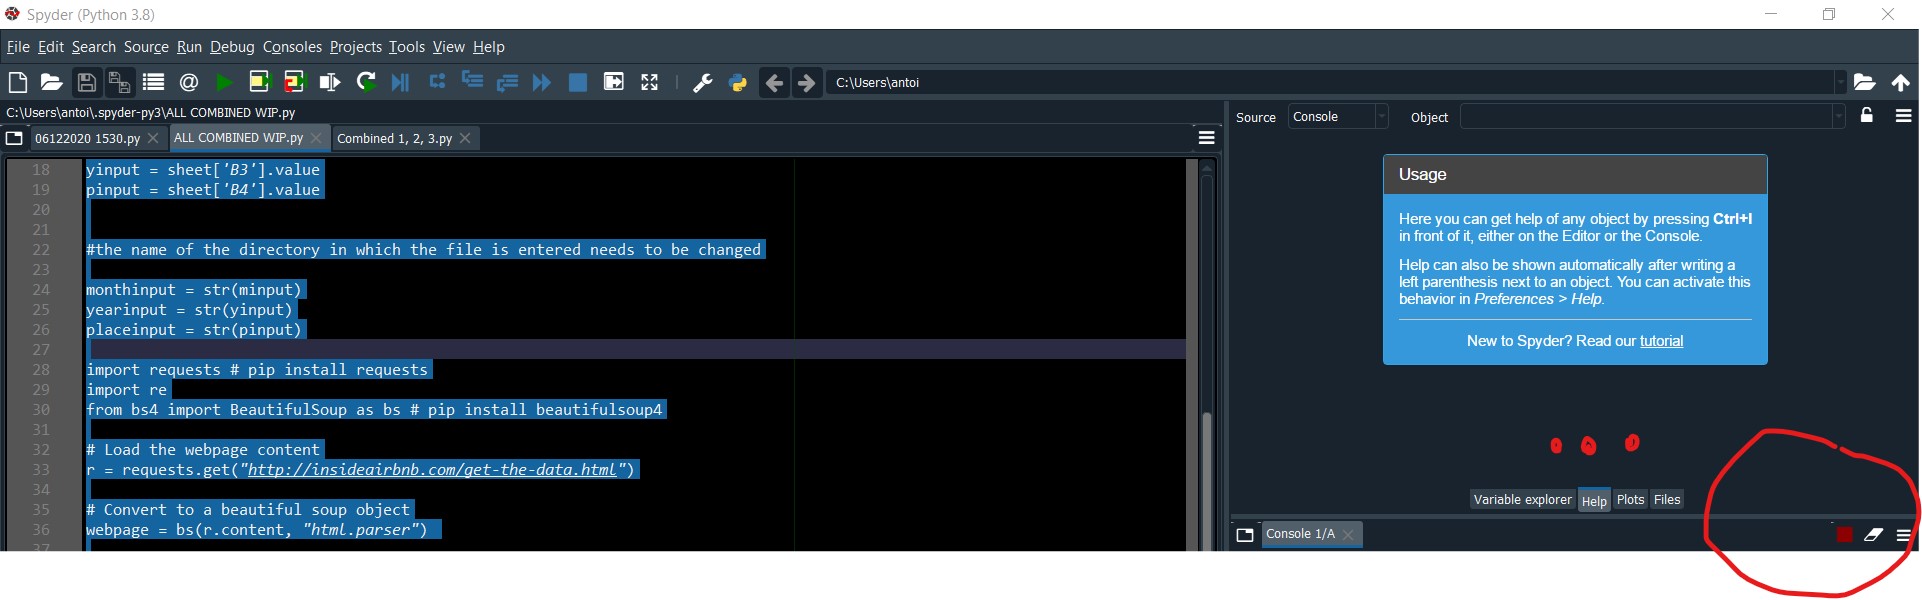 Spyder (Python 3.8)
File Edit Search Source Run Debug Consoles Projects Tools View Help
C:\Users\antoi
C:\Users\antoi\.spyder-py3\ALL COMBINED WIP.py
06122020 1530.py ALL COMBINED WIP.py Combined 1, 2, 3.py
18 yinput = sheet['B3'].value
19 pinput = sheet['B4'].value
20
21
22 #the name of the directory in which the file is entered needs to be changed
23
24 monthinput = str(minput)
25 yearinput = str(yinput)
26 placeinput = str(pinput)
27
28 import requests # pip install requests
29 import re
30 from bs4 import BeautifulSoup as bs # pip install beautifulsoup4
31
32 # Load the webpage content
33 r = requests.get("http://insideairbnb.com/get-the-data.html")
34
35 # Convert to a beautiful soup object
36 webpage = bs(r.content, "html.parser")
37
Source Console Object
Usage
Here you can get help of any object by pressing Ctrl+I
in front of it, either on the Editor or the Console.
Help can also be shown automatically after writing a
left parenthesis next to an object. You can activate this
behavior in Preferences > Help.
New to Spyder? Read our tutorial
Variable explorer Help Plots Files
Console 1/A